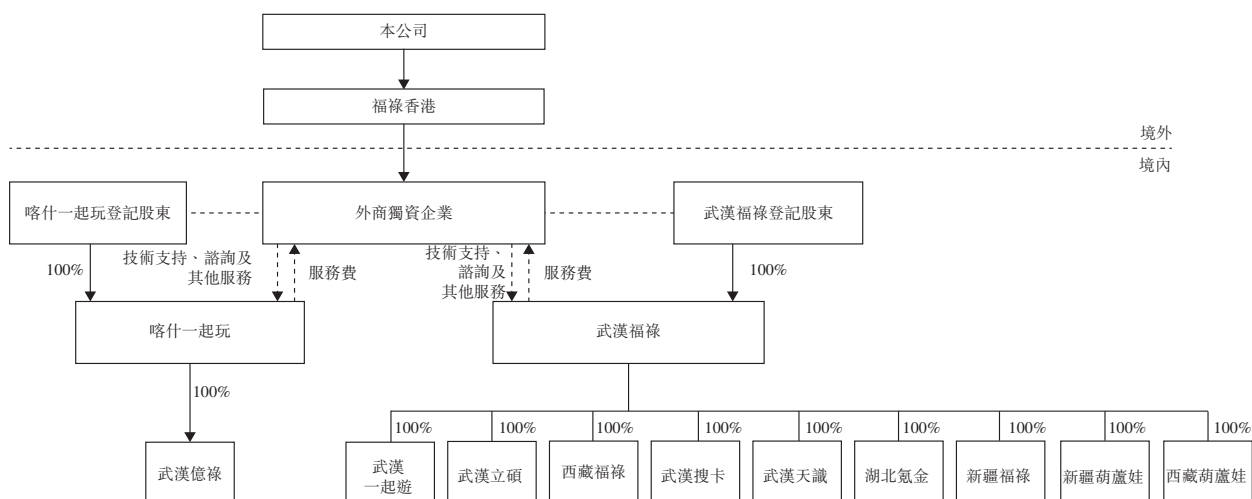 本公司
福祿香港
境外
境內
喀什一起玩登記股東
外商獨資企業
武漢福祿登記股東
100%
技術支持、諮詢及
其他服務
服務費
技術支持、
諮詢及
其他服務
服務費
100%
喀什一起玩
武漢福祿
100%
100%
100%
100%
100%
100%
100%
100%
100%
100%
武漢億祿
武漢
一起遊
武漢立碩
西藏福祿
武漢搜卡
武漢天識
湖北氪金
新疆福祿
新疆葫蘆娃
西藏葫蘆娃